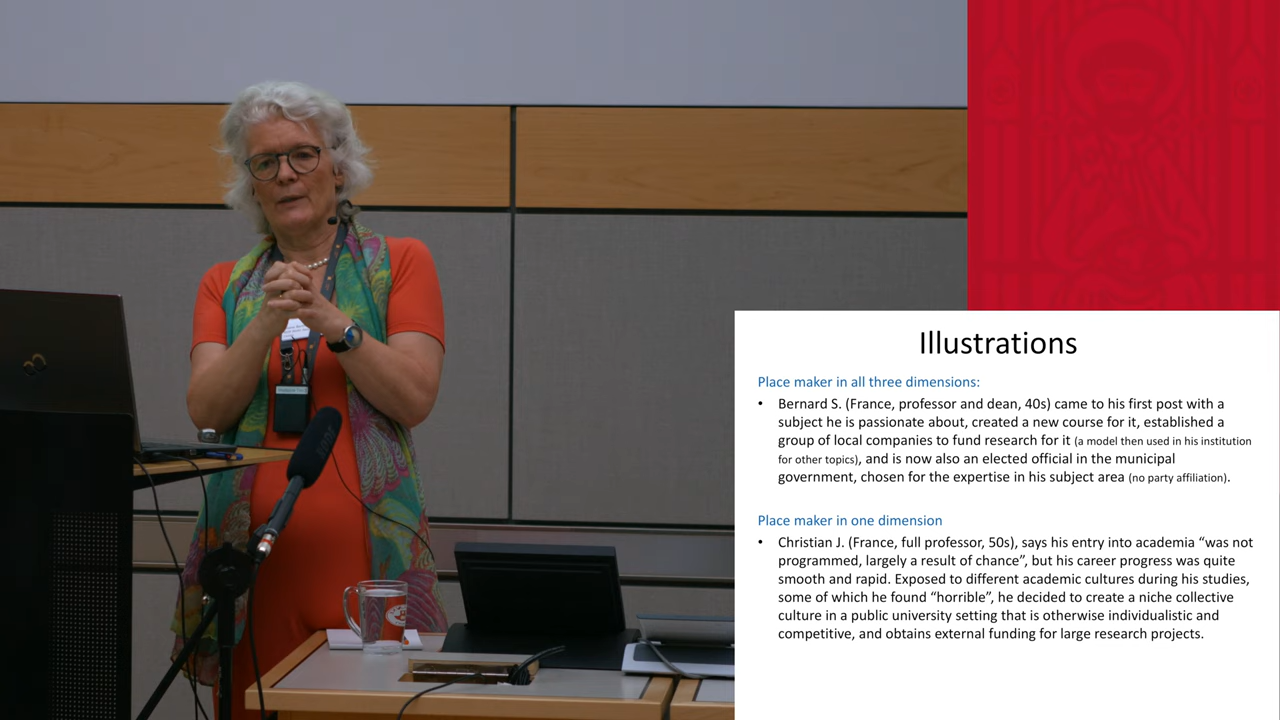 Illustrations
Place maker in all three dimensions:
• Bernard S. (France, professor and dean, 40s) came to his first post with a
subject he is passionate about, created a new course for it, established a
group of local companies to fund research for it (a model then used in his institution
for other topics), and is now also an elected official in the municipal
government, chosen for the expertise in his subject area (no party affiliation).
Place maker in one dimension
• Christian J. (France, full professor, 50s), says his entry into academia “was not
programmed, largely a result of chance”, but his career progress was quite
smooth and rapid. Exposed to different academic cultures during his studies,
some of which he found “horrible”, he decided to create a niche collective
culture in a public university setting that is otherwise individualistic and
competitive, and obtains external funding for large research projects.